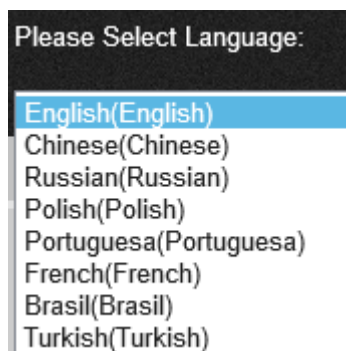 Please Select Language:
English(English)
Chinese(Chinese)
Russian(Russian)
Polish(Polish)
Portuguesa(Portuguesa)
French(French)
Brasil(Brasil)
Turkish(Turkish)